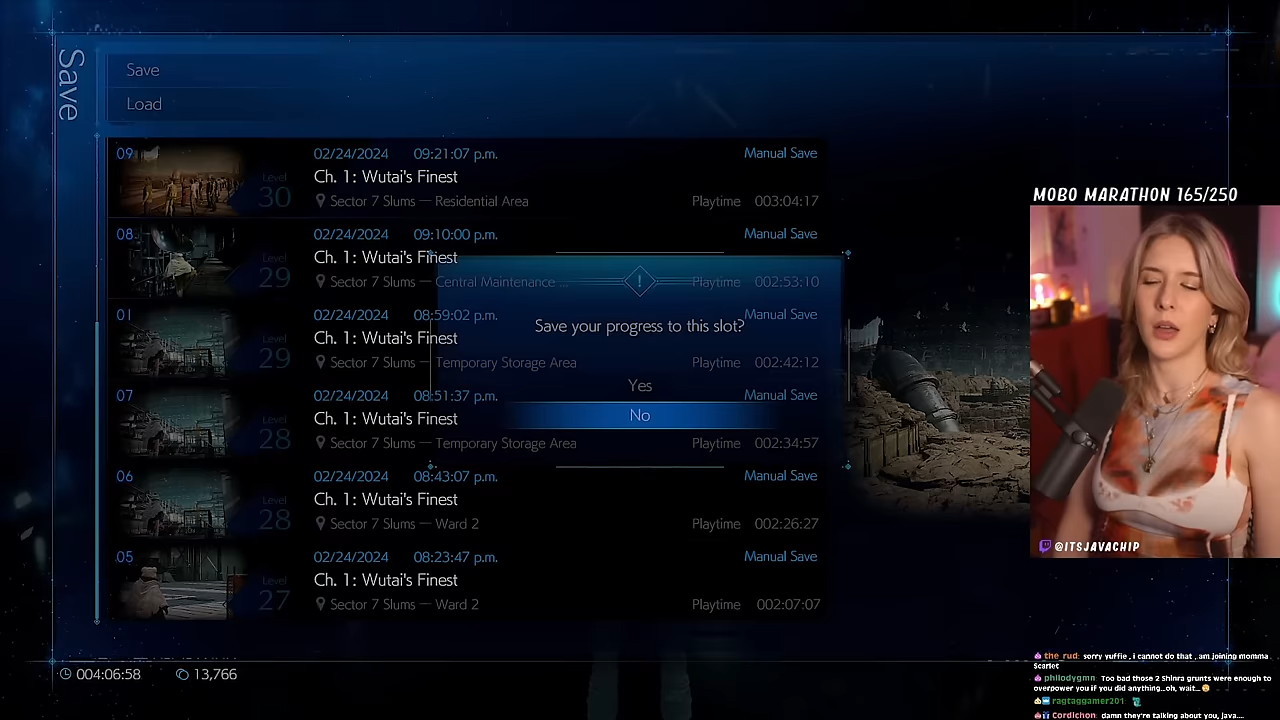 Save
Save
Load
09
02/24/2024 09:21:07 p.m. Manual Save
Level
30
Ch. 1: Wutai's Finest
Sector 7 Slums — Residential Area Playtime 003:04:17
08
02/24/2024 09:10:00 p.m. Manual Save
Level
29
Ch. 1: Wutai's Finest
Sector 7 Slums — Central Maintenance ... Playtime 002:53:10
01
02/24/2024 08:59:02 p.m. Manual Save
Level
29
Ch. 1: Wutai's Finest
Sector 7 Slums — Temporary Storage Area Playtime 002:42:12
07
02/24/2024 08:51:37 p.m. Manual Save
Level
28
Ch. 1: Wutai's Finest
Sector 7 Slums — Temporary Storage Area Playtime 002:34:57
06
02/24/2024 08:43:07 p.m. Manual Save
Level
28
Ch. 1: Wutai's Finest
Sector 7 Slums — Ward 2 Playtime 002:26:27
05
02/24/2024 08:23:47 p.m. Manual Save
Level
27
Ch. 1: Wutai's Finest
Sector 7 Slums — Ward 2 Playtime 002:07:07
!
Save your progress to this slot?
Yes
No
004:06:58 13,766
MOBO MARATHON 165/250
@ITSJAVACHIP
the_rud: sorry yuffie , i cannot do that , am joining momma
Scarlet
philodygmn: Too bad those 2 Shinra grunts were enough to
overpower you if you did anything...oh, wait...
ragtaggamer201:
Cordichon: damn they're talking about you, java....